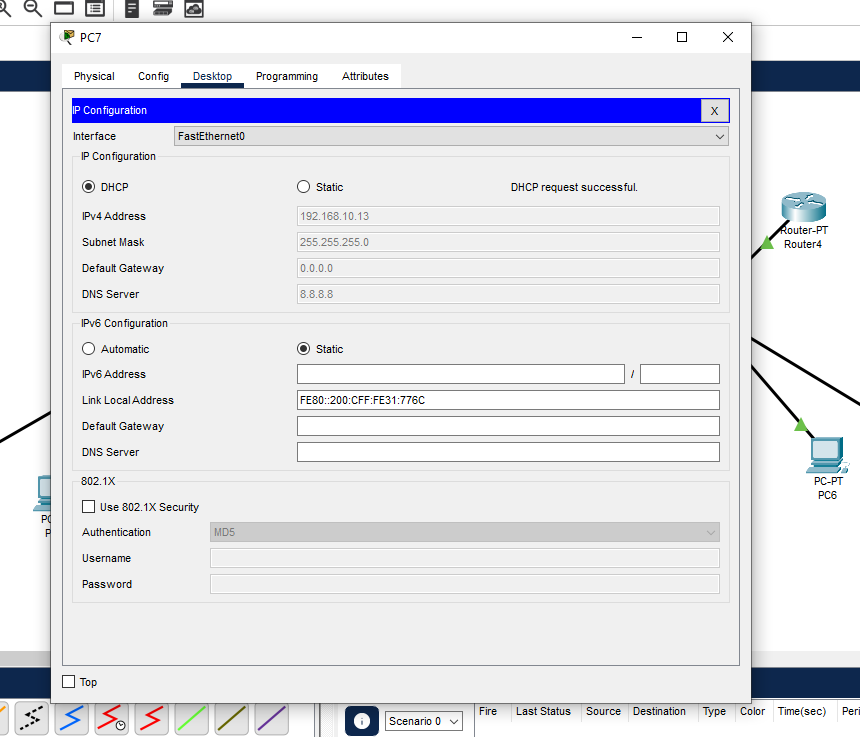 PC7
Physical Config Desktop Programming Attributes
IP Configuration X
Interface FastEthernet0
IP Configuration
DHCP Static DHCP request successful.
IPv4 Address 192.168.10.13
Subnet Mask 255.255.255.0
Default Gateway 0.0.0.0
DNS Server 8.8.8.8
IPv6 Configuration
Automatic Static
IPv6 Address /
Link Local Address FE80::200:CFF:FE31:776C
Default Gateway
DNS Server
802.1X
Use 802.1X Security
Authentication MD5
Username
Password
Top
Router-PT
Router4
PC-PT
PC6
Scenario 0
Fire Last Status Source Destination Type Color Time(sec)